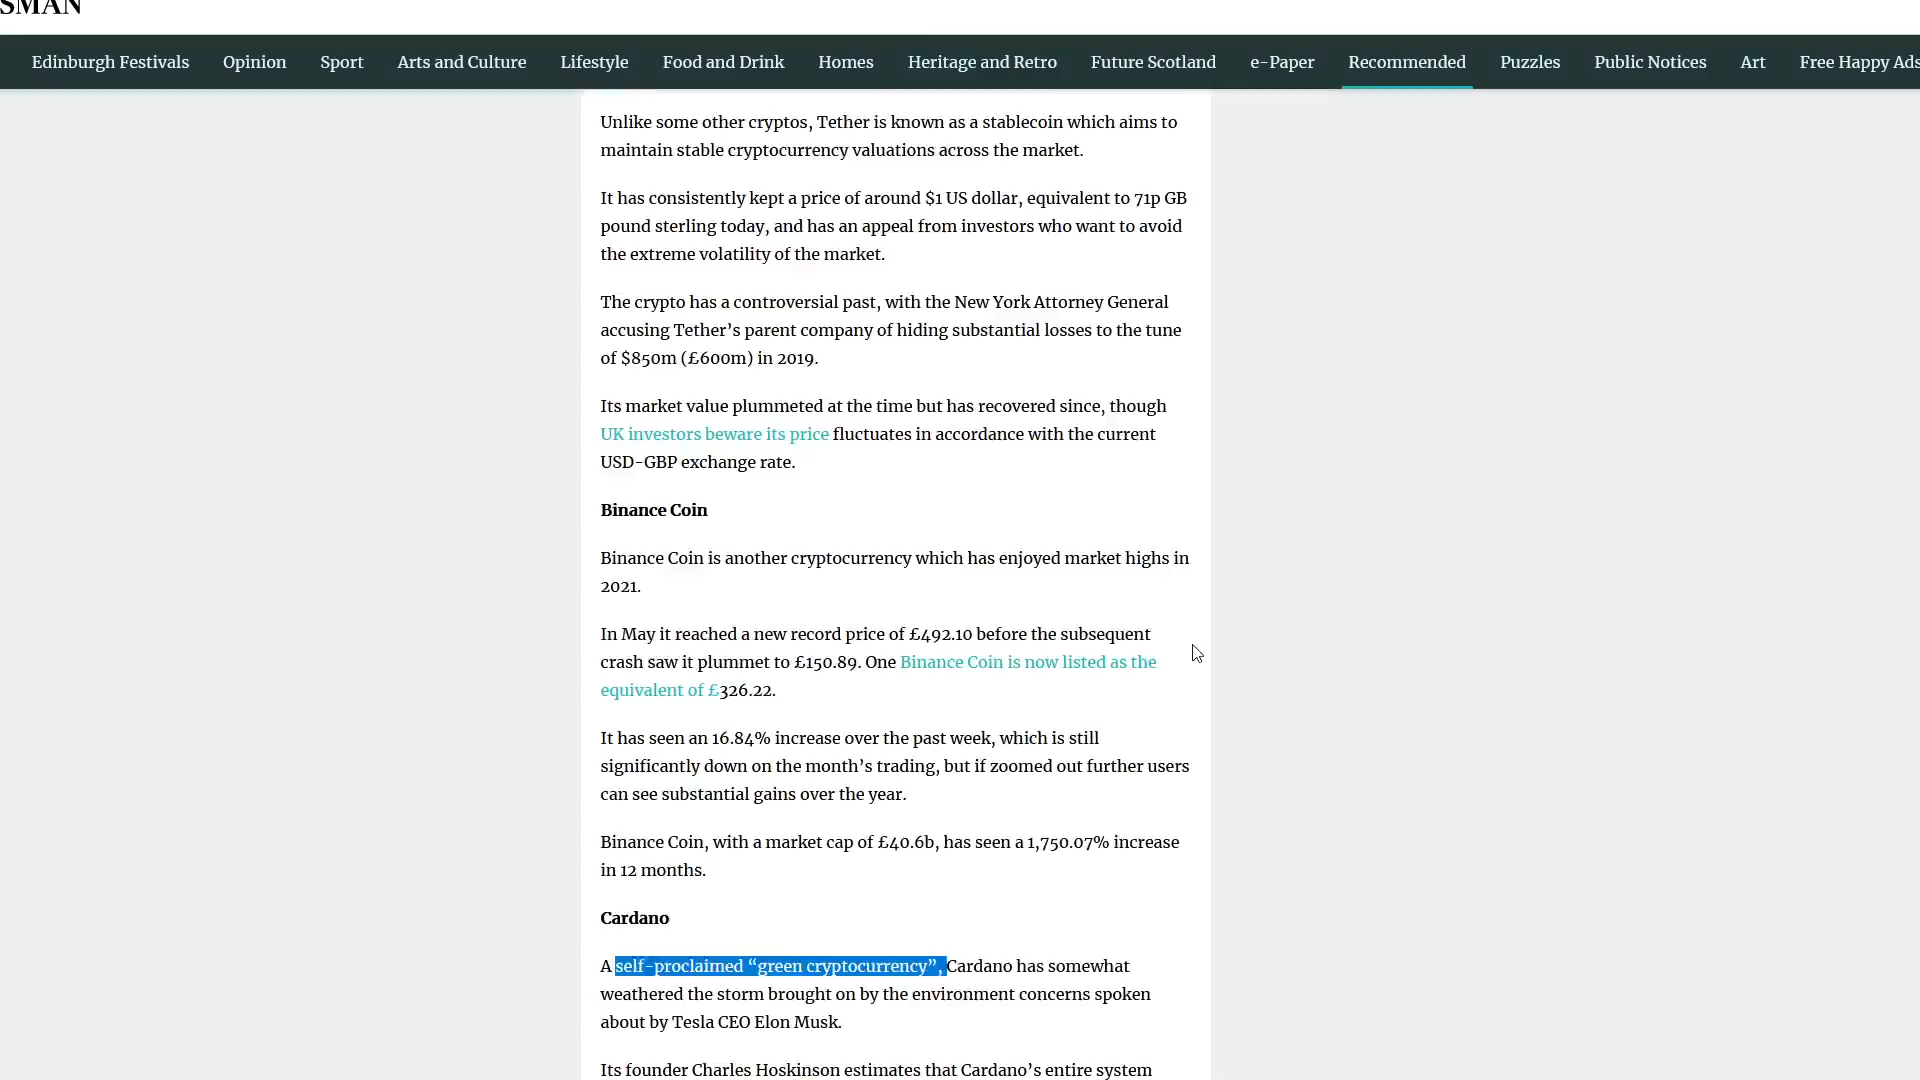 SMAN
Edinburgh Festivals Opinion Sport Arts and Culture Lifestyle Food and Drink Homes Heritage and Retro Future Scotland e-Paper Recommended Puzzles Public Notices Art Free Happy Ads
Unlike some other cryptos, Tether is known as a stablecoin which aims to
maintain stable cryptocurrency valuations across the market.
It has consistently kept a price of around $1 US dollar, equivalent to 71p GB
pound sterling today, and has an appeal from investors who want to avoid
the extreme volatility of the market.
The crypto has a controversial past, with the New York Attorney General
accusing Tether’s parent company of hiding substantial losses to the tune
of $850m (£600m) in 2019.
Its market value plummeted at the time but has recovered since, though
UK investors beware its price fluctuates in accordance with the current
USD-GBP exchange rate.
Binance Coin
Binance Coin is another cryptocurrency which has enjoyed market highs in
2021.
In May it reached a new record price of £492.10 before the subsequent
crash saw it plummet to £150.89. One Binance Coin is now listed as the
equivalent of £326.22.
It has seen an 16.84% increase over the past week, which is still
significantly down on the month’s trading, but if zoomed out further users
can see substantial gains over the year.
Binance Coin, with a market cap of £40.6b, has seen a 1,750.07% increase
in 12 months.
Cardano
A self-proclaimed “green cryptocurrency”, Cardano has somewhat
weathered the storm brought on by the environment concerns spoken
about by Tesla CEO Elon Musk.
Its founder Charles Hoskinson estimates that Cardano’s entire system